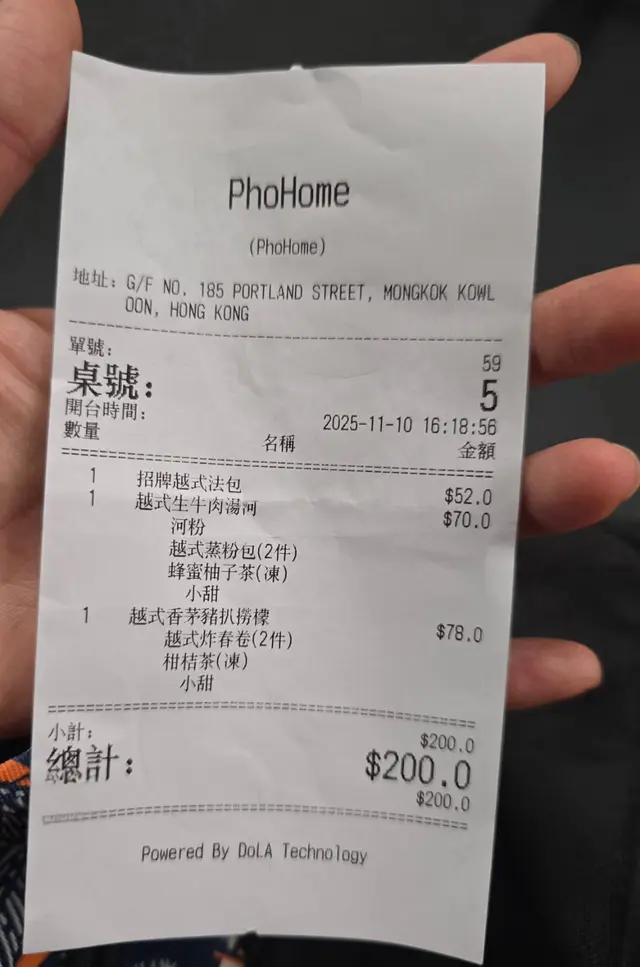 PhoHome
(PhoHome)
地址: G/F NO. 185 PORTLAND STREET, MONGKOK KOWL
OON, HONG KONG
單號: 59
桌號: 5
開台時間: 2025-11-10 16:18:56
數量 名稱 金額
1 招牌越式法包 $52.0
1 越式生牛肉湯河 $70.0
河粉
越式蒸粉包(2件)
蜂蜜柚子茶(凍)
小甜
1 越式香茅豬扒撈檬 $78.0
越式炸春卷(2件)
柑桔茶(凍)
小甜
小計: $200.0
總計: $200.0
$200.0
Powered By DoLA Technology